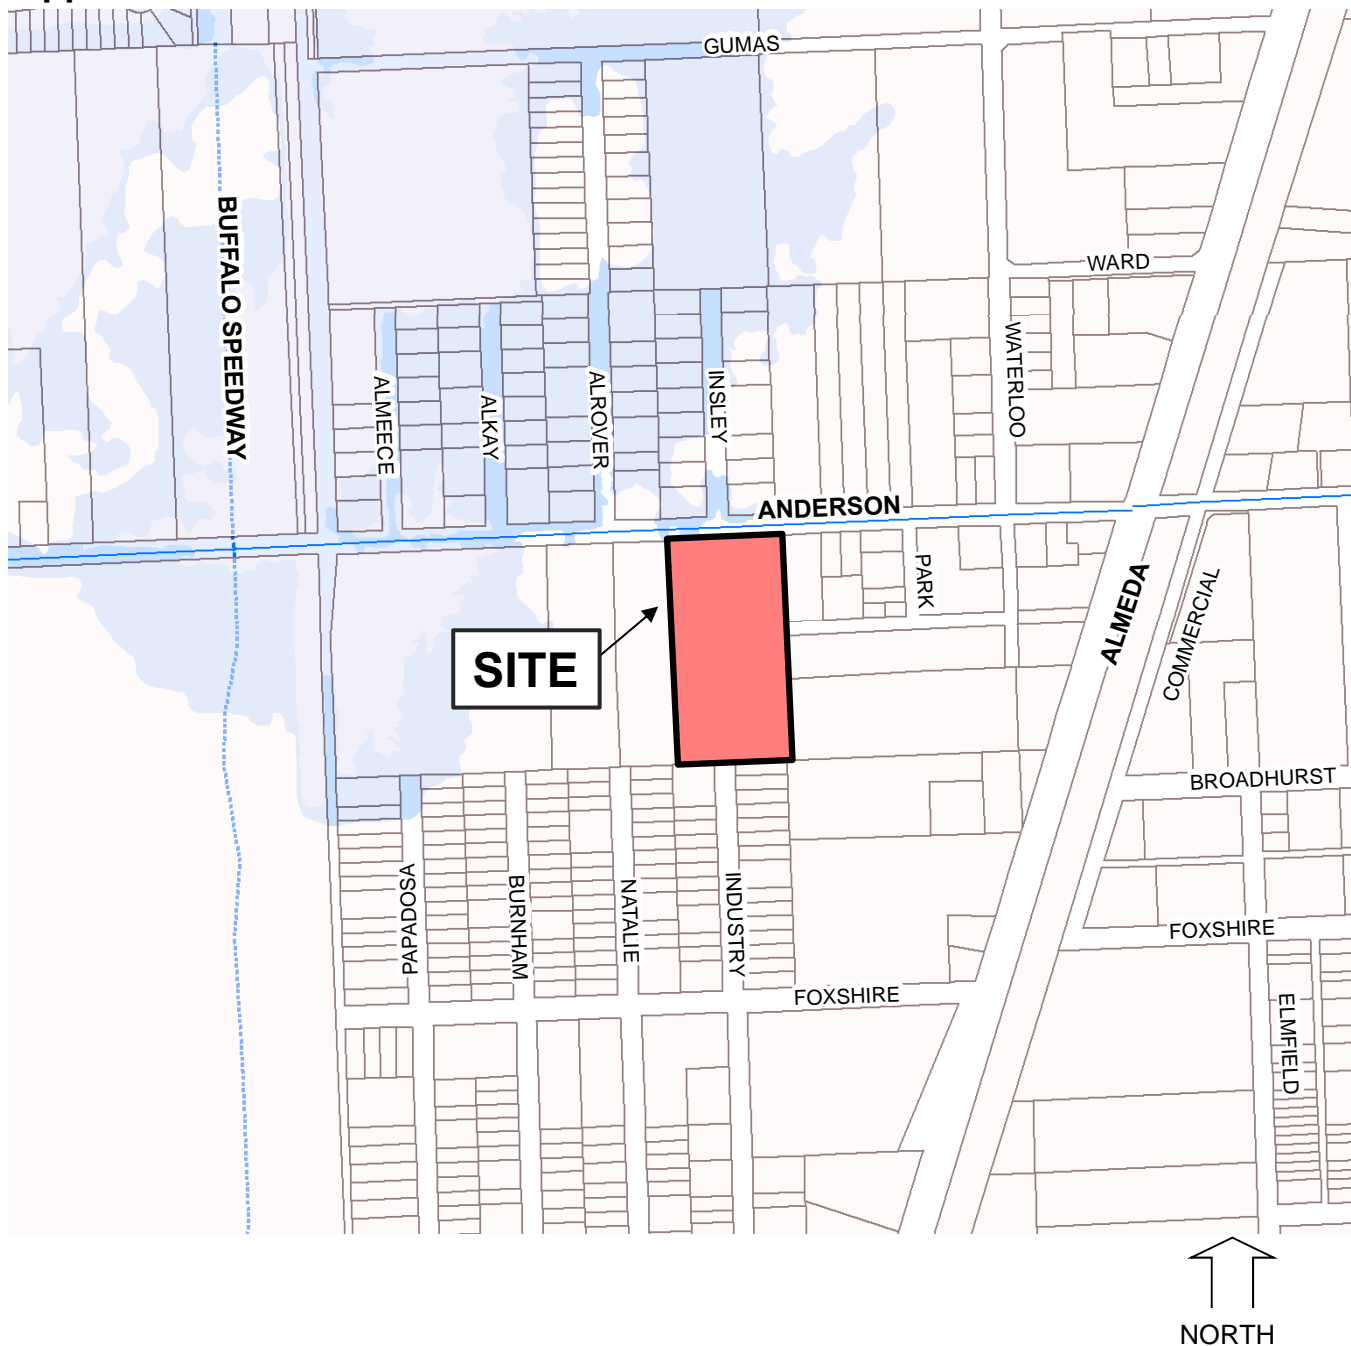 GUMAS
WARD
BUFFALO SPEEDWAY
WATERLOO
ALMEECE
ALKAY
ALROVER
INSLEY
ANDERSON
PARK
ALMEDA
COMMERCIAL
SITE
BROADHURST
PAPADOSA
BURNHAM
NATALIE
INDUSTRY
FOXSHIRE
FOXSHIRE
ELMFIELD
NORTH